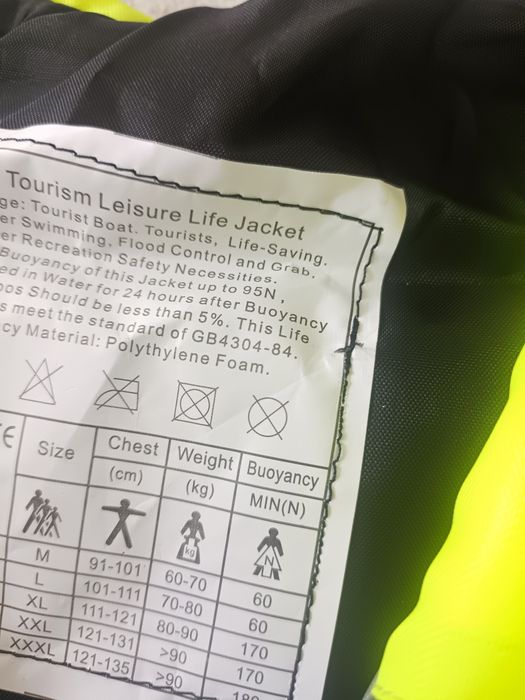 Tourism Leisure Life Jacket
ge: Tourist Boat. Tourists, Life-Saving.
er Swimming, Flood Control and Grab.
er Recreation Safety Necessities.
Buoyancy of this Jacket up to 95N,
ed in Water for 24 hours after Buoyancy
oos Should be less than 5%. This Life
s meet the standard of GB4304-84.
cy Material: Polythylene Foam.
CE Size Chest Weight Buoyancy
(cm) (kg) MIN(N)
kg N
M 91-101 60-70 60
L 101-111 70-80 60
XL 111-121 80-90 170
XXL 121-131 >90 170
XXXL 121-135 >90 180